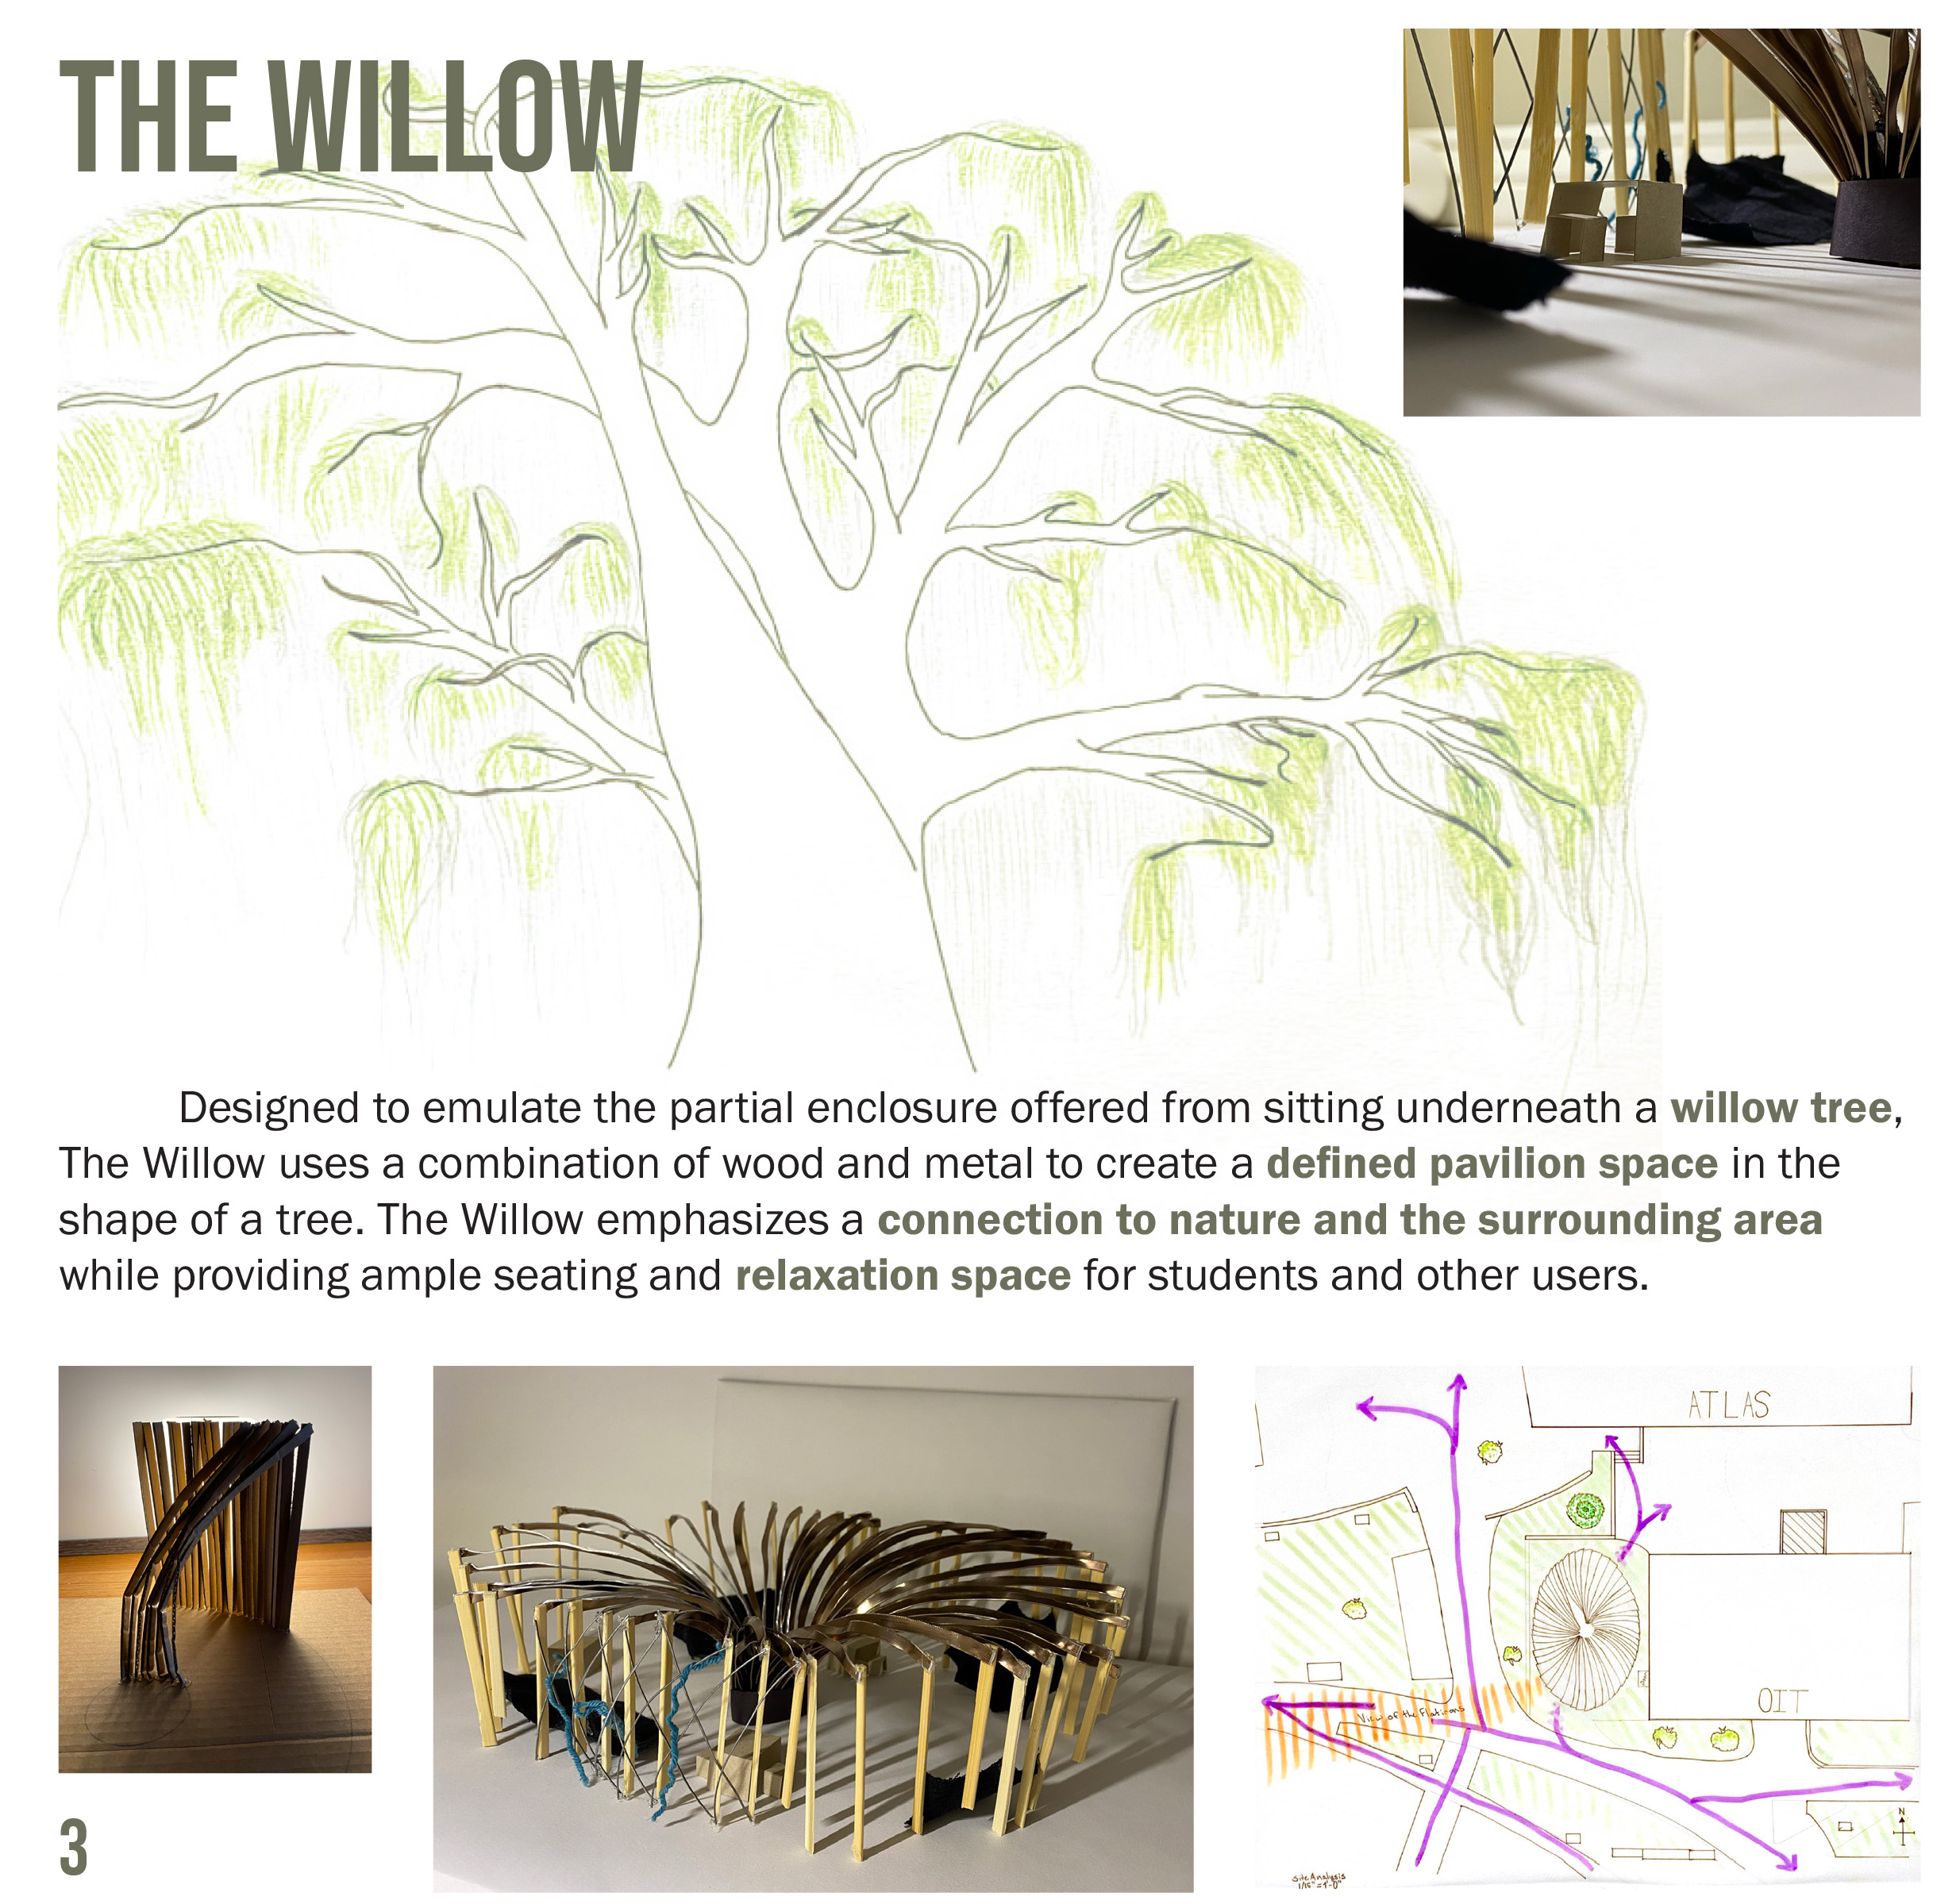 THE WILLOW
Designed to emulate the partial enclosure offered from sitting underneath a willow tree,
The Willow uses a combination of wood and metal to create a defined pavilion space in the
shape of a tree. The Willow emphasizes a connection to nature and the surrounding area
while providing ample seating and relaxation space for students and other users.
ATLAS
OIT
View of the Flatirons
N
Site Analysis
1/16" = 1'-0"
3